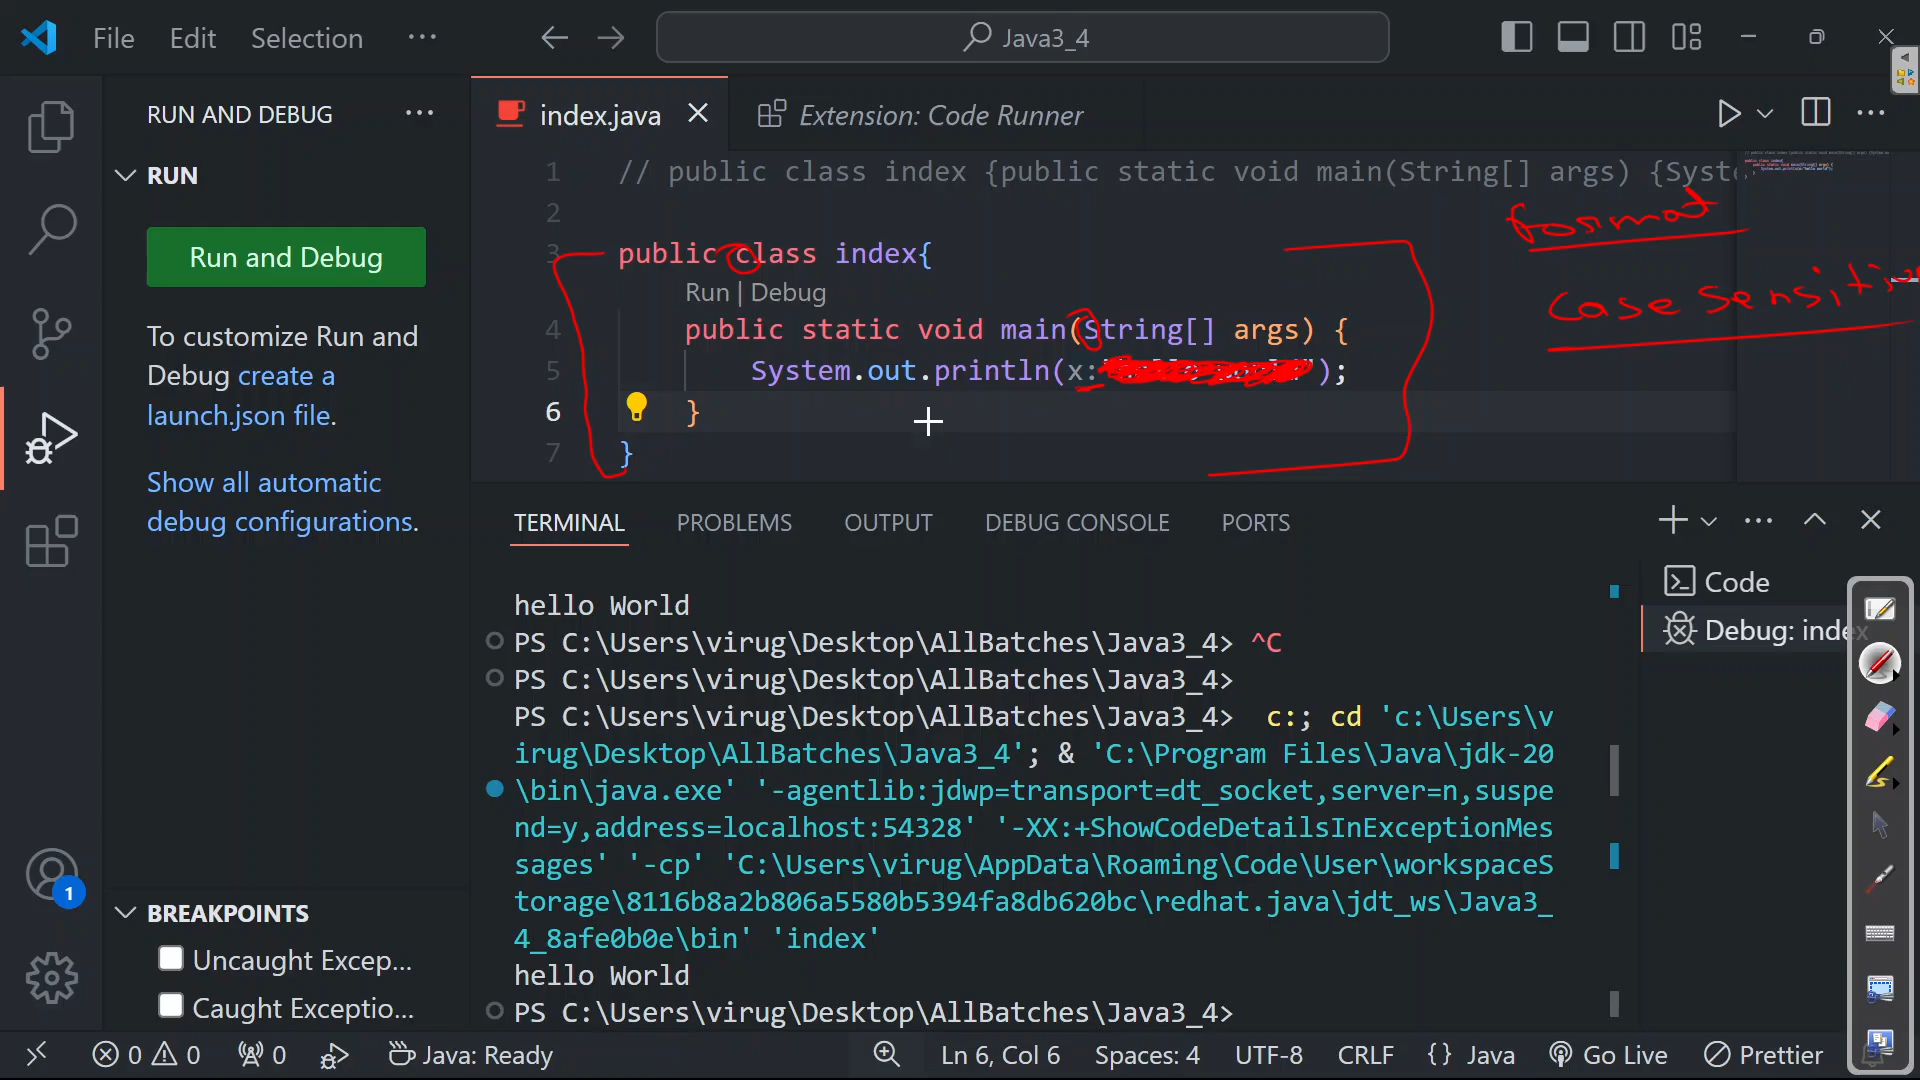 File Edit Selection ··· Java3_4
RUN AND DEBUG ···
index.java
Extension: Code Runner
RUN
Run and Debug
To customize Run and
Debug create a
launch.json file.
Show all automatic
debug configurations.
1 // public class index {public static void main(String[] args) {Syste
2
3 public class index{
Run | Debug
4 public static void main(String[] args) {
5 System.out.println(x: );
6 }
7 }
format
Case Sensitiv
TERMINAL PROBLEMS OUTPUT DEBUG CONSOLE PORTS
Code
Debug: index
hello World
PS C:\Users\virug\Desktop\AllBatches\Java3_4> ^C
PS C:\Users\virug\Desktop\AllBatches\Java3_4>
PS C:\Users\virug\Desktop\AllBatches\Java3_4>  c:; cd 'c:\Users\v
irug\Desktop\AllBatches\Java3_4'; & 'C:\Program Files\Java\jdk-20
\bin\java.exe' '-agentlib:jdwp=transport=dt_socket,server=n,suspe
nd=y,address=localhost:54328' '-XX:+ShowCodeDetailsInExceptionMes
sages' '-cp' 'C:\Users\virug\AppData\Roaming\Code\User\workspaceS
torage\8116b8a2b806a5580b5394fa8db620bc\redhat.java\jdt_ws\Java3_
4_8afe0b0e\bin' 'index'
hello World
PS C:\Users\virug\Desktop\AllBatches\Java3_4>
BREAKPOINTS
Uncaught Excep...
Caught Exceptio...
1
0 0 0 Java: Ready Ln 6, Col 6 Spaces: 4 UTF-8 CRLF {} Java Go Live Prettier